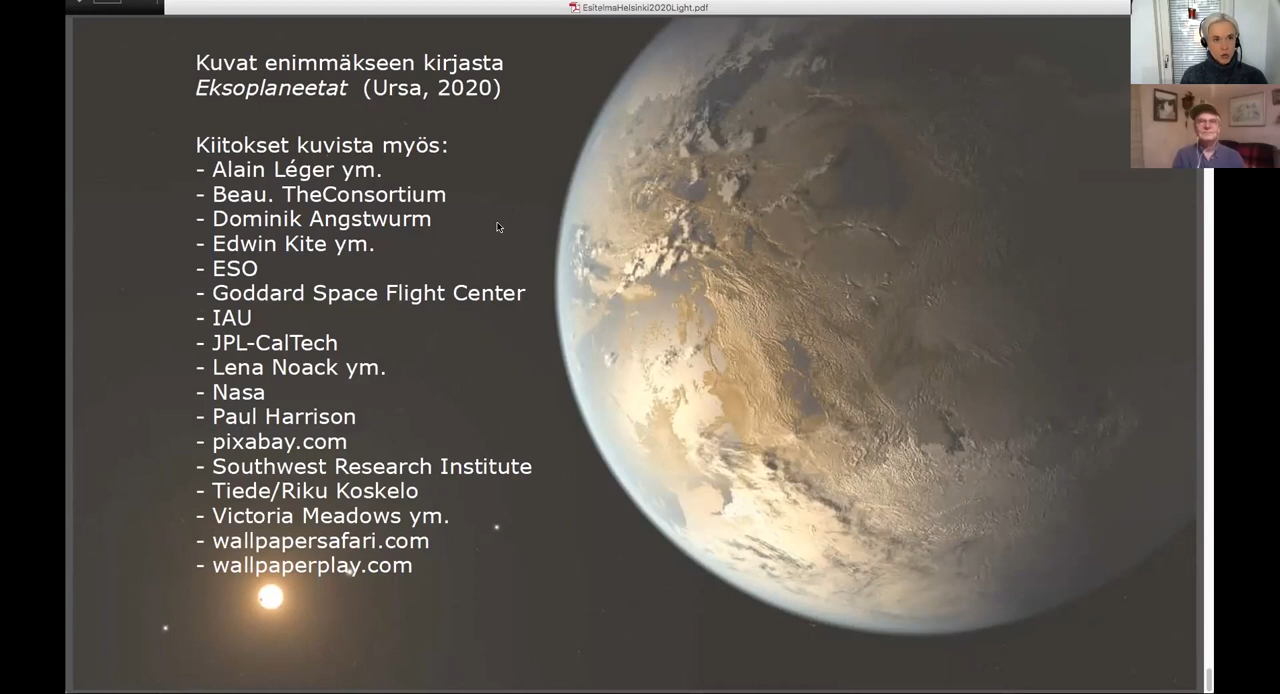 EsitelmaHelsinki2020Light.pdf
Kuvat enimmäkseen kirjasta
Eksoplaneetat (Ursa, 2020)
Kiitokset kuvista myös:
- Alain Léger ym.
- Beau. TheConsortium
- Dominik Angstwurm
- Edwin Kite ym.
- ESO
- Goddard Space Flight Center
- IAU
- JPL-CalTech
- Lena Noack ym.
- Nasa
- Paul Harrison
- pixabay.com
- Southwest Research Institute
- Tiede/Riku Koskelo
- Victoria Meadows ym.
- wallpapersafari.com
- wallpaperplay.com